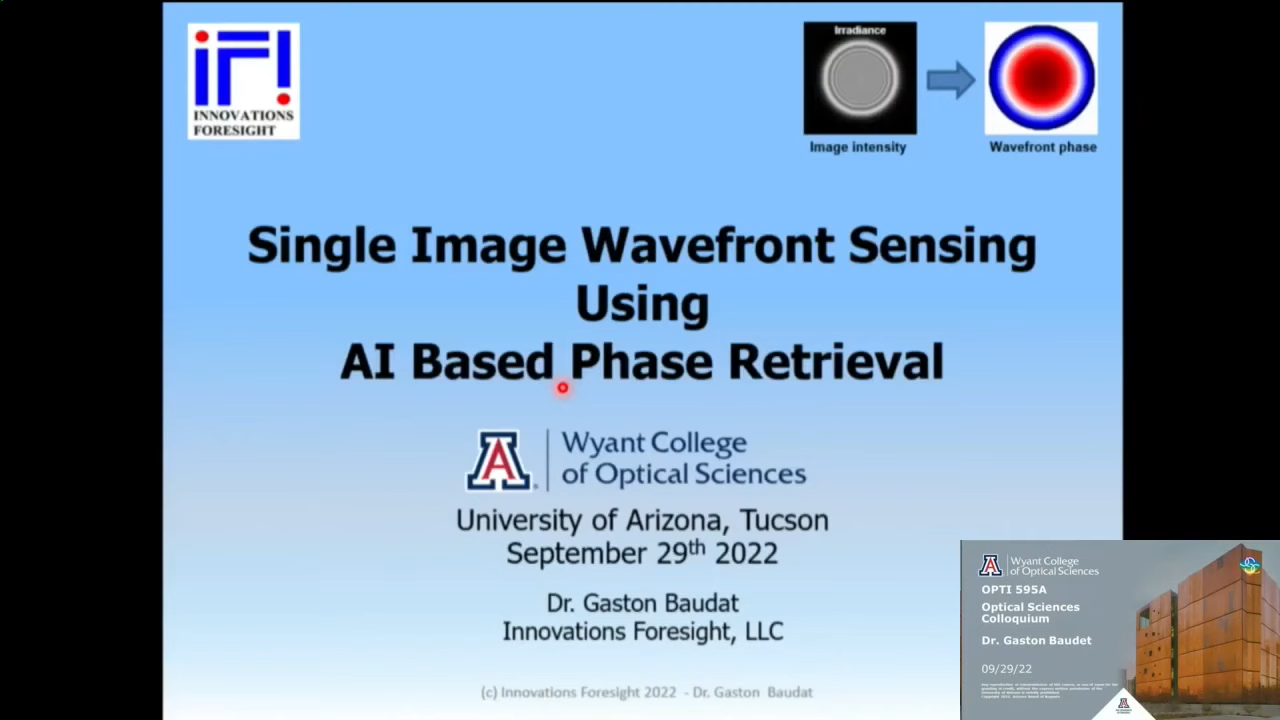 iF!
INNOVATIONS
FORESIGHT
Irradiance
Image intensity
Wavefront phase
Single Image Wavefront Sensing
Using
AI Based Phase Retrieval
A
Wyant College
of Optical Sciences
University of Arizona, Tucson
September 29th 2022
Dr. Gaston Baudat
Innovations Foresight, LLC
(c) Innovations Foresight 2022 - Dr. Gaston Baudat
A
Wyant College
of Optical Sciences
OPTI 595A
Optical Sciences
Colloquium
Dr. Gaston Baudet
09/29/22